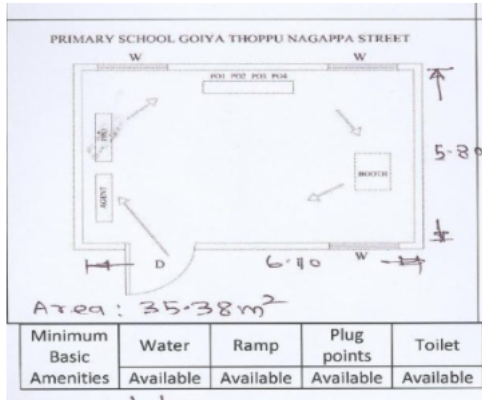 PRIMARY SCHOOL GOIYA THOPPU NAGAPPA STREET
W W
PO1 PO2 PO3 PO4
5.80
BOOTH
AGENT
D 6.10 W
Area : 35.38m²
Minimum Basic Amenities Water Ramp Plug points Toilet
Available Available Available Available